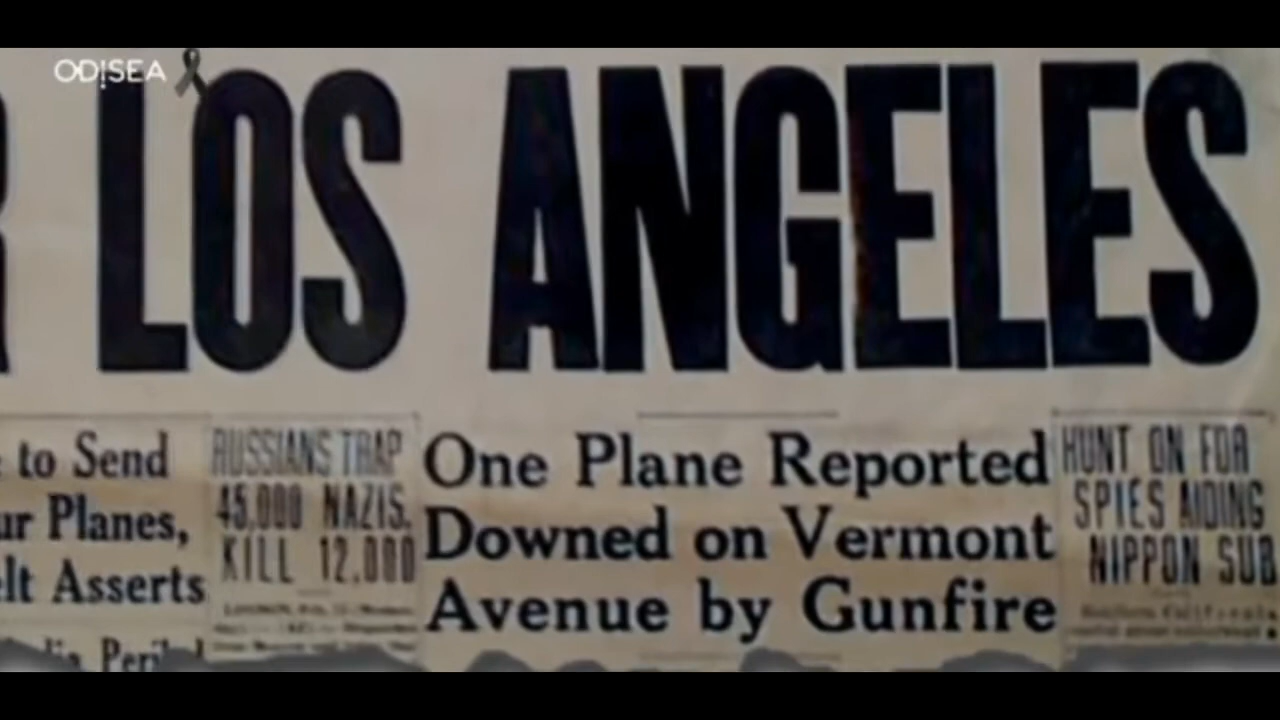 ODISEA
LOS ANGELES
to Send
ur Planes,
elt Asserts
RUSSIANS TRAP
45,000 NAZIS,
KILL 12,000
One Plane Reported
Downed on Vermont
Avenue by Gunfire
HUNT ON FOR
SPIES AIDING
NIPPON SUB